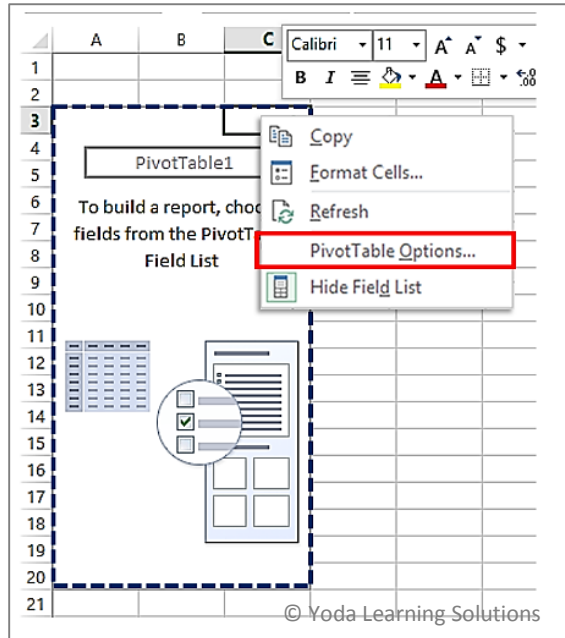 A B C
Calibri 11 A A $
B I A .00
1
2
3
4
5
6
7
8
9
10
11
12
13
14
15
16
17
18
19
20
21
PivotTable1
To build a report, choo
fields from the PivotT
Field List
Copy
Format Cells...
Refresh
PivotTable Options...
Hide Field List
© Yoda Learning Solutions